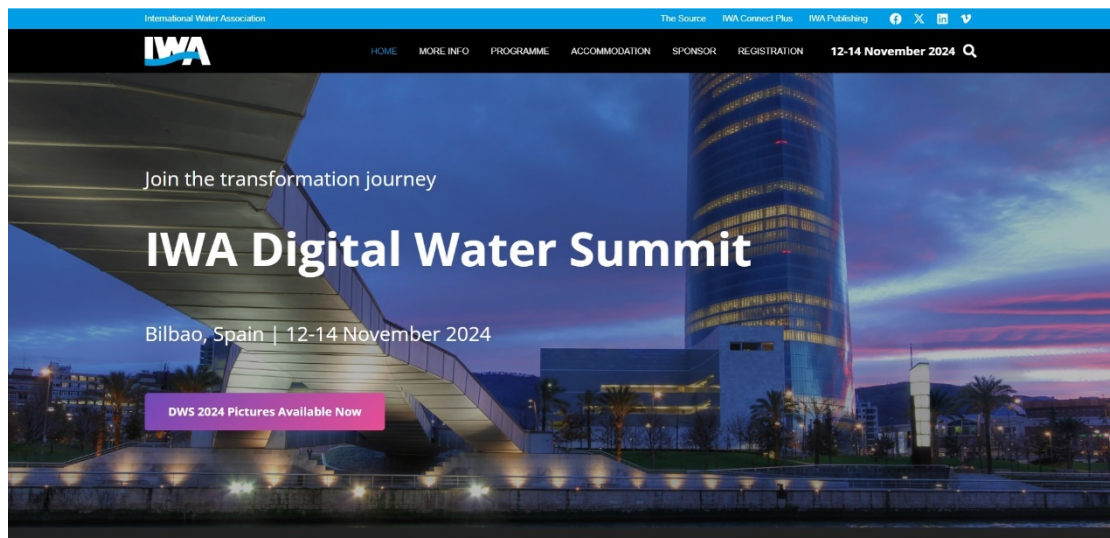 International Water Association
The Source IWA Connect Plus IWA Publishing
IWA
HOME MORE INFO PROGRAMME ACCOMMODATION SPONSOR REGISTRATION 12-14 November 2024
Join the transformation journey
IWA Digital Water Summit
Bilbao, Spain | 12-14 November 2024
DWS 2024 Pictures Available Now